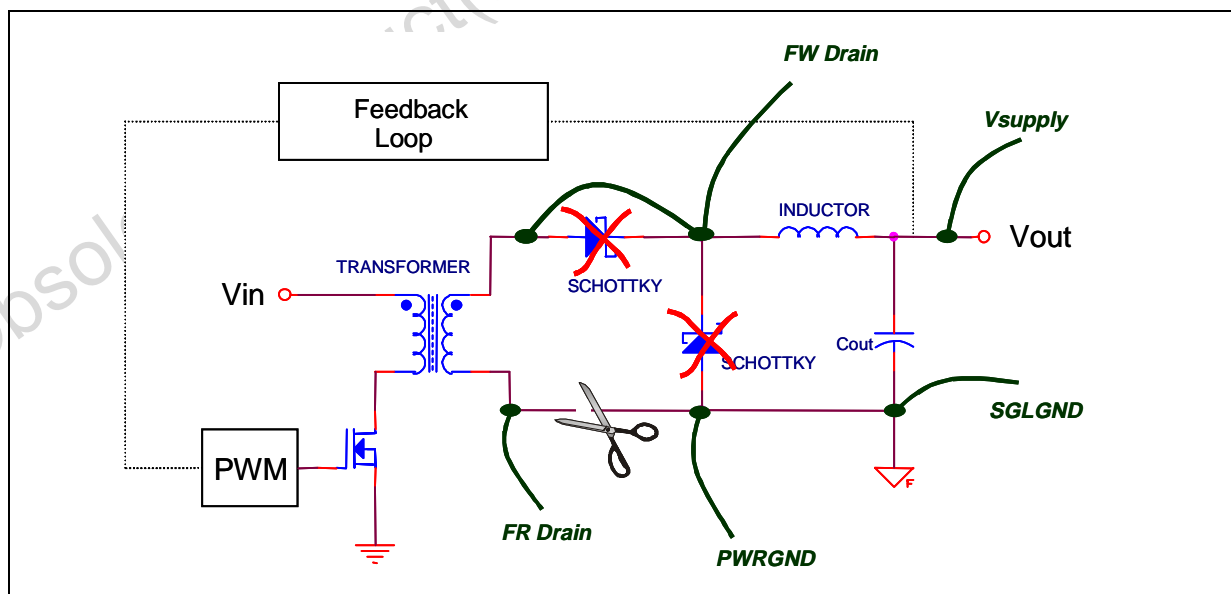 FW Drain
Feedback
Loop
Vsupply
INDUCTOR
Vout
TRANSFORMER
SCHOTTKY
Vin
SCHOTTKY
Cout
SGLGND
PWM
F
FR Drain
PWRGND